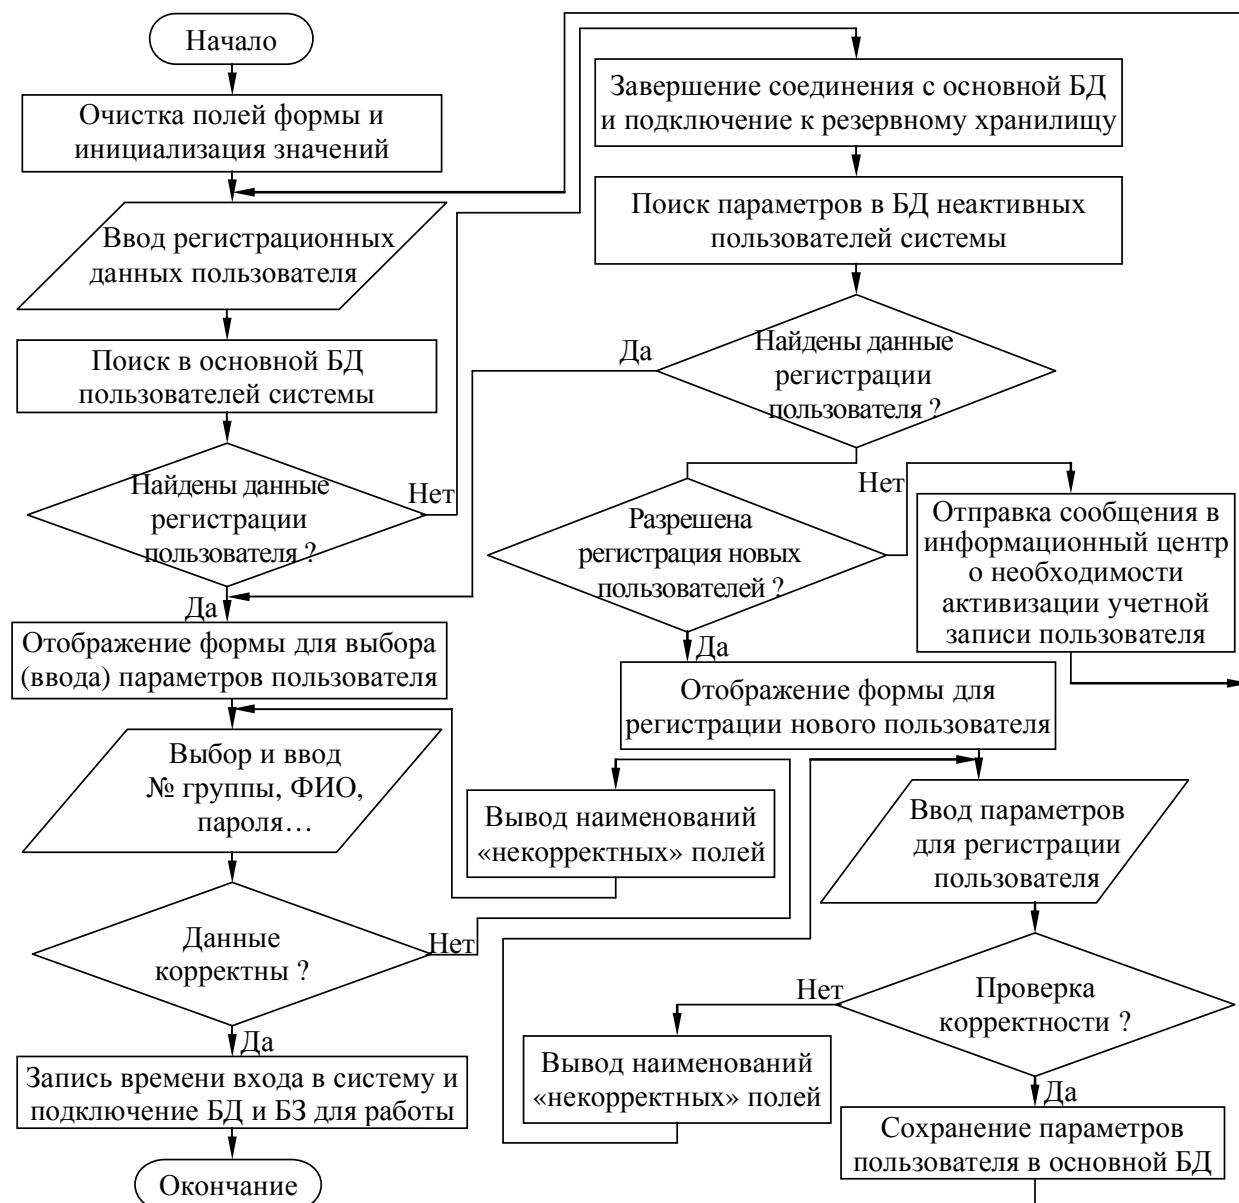 Начало
Очистка полей формы и
инициализация значений
Ввод регистрационных
данных пользователя
Поиск в основной БД
пользователей системы
Найдены данные
регистрации
пользователя ?
Нет
Да
Отображение формы для выбора
(ввода) параметров пользователя
Выбор и ввод
№ группы, ФИО,
пароля…
Данные
корректны ?
Нет
Да
Запись времени входа в систему и
подключение БД и БЗ для работы
Окончание
Вывод наименований
«некорректных» полей
Завершение соединения с основной БД
и подключение к резервному хранилищу
Поиск параметров в БД неактивных
пользователей системы
Да
Найдены данные
регистрации
пользователя ?
Разрешена
регистрация новых
пользователей ?
Нет
Отправка сообщения в
информационный центр
о необходимости
активизации учетной
записи пользователя
Да
Отображение формы для
регистрации нового пользователя
Ввод параметров
для регистрации
пользователя
Проверка
корректности ?
Нет
Вывод наименований
«некорректных» полей
Да
Сохранение параметров
пользователя в основной БД